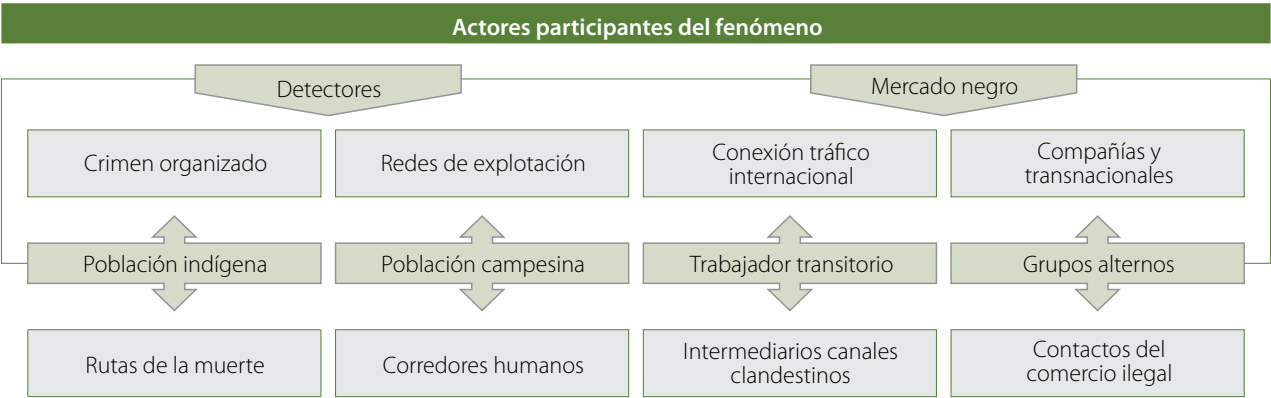 Actores participantes del fenómeno
Detectores
Mercado negro
Crimen organizado
Redes de explotación
Conexión tráfico
internacional
Compañías y
transnacionales
Población indígena
Población campesina
Trabajador transitorio
Grupos alternos
Rutas de la muerte
Corredores humanos
Intermediarios canales
clandestinos
Contactos del
comercio ilegal